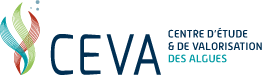 CEVA
CENTRE D'ÉTUDE
& DE VALORISATION
DES ALGUES